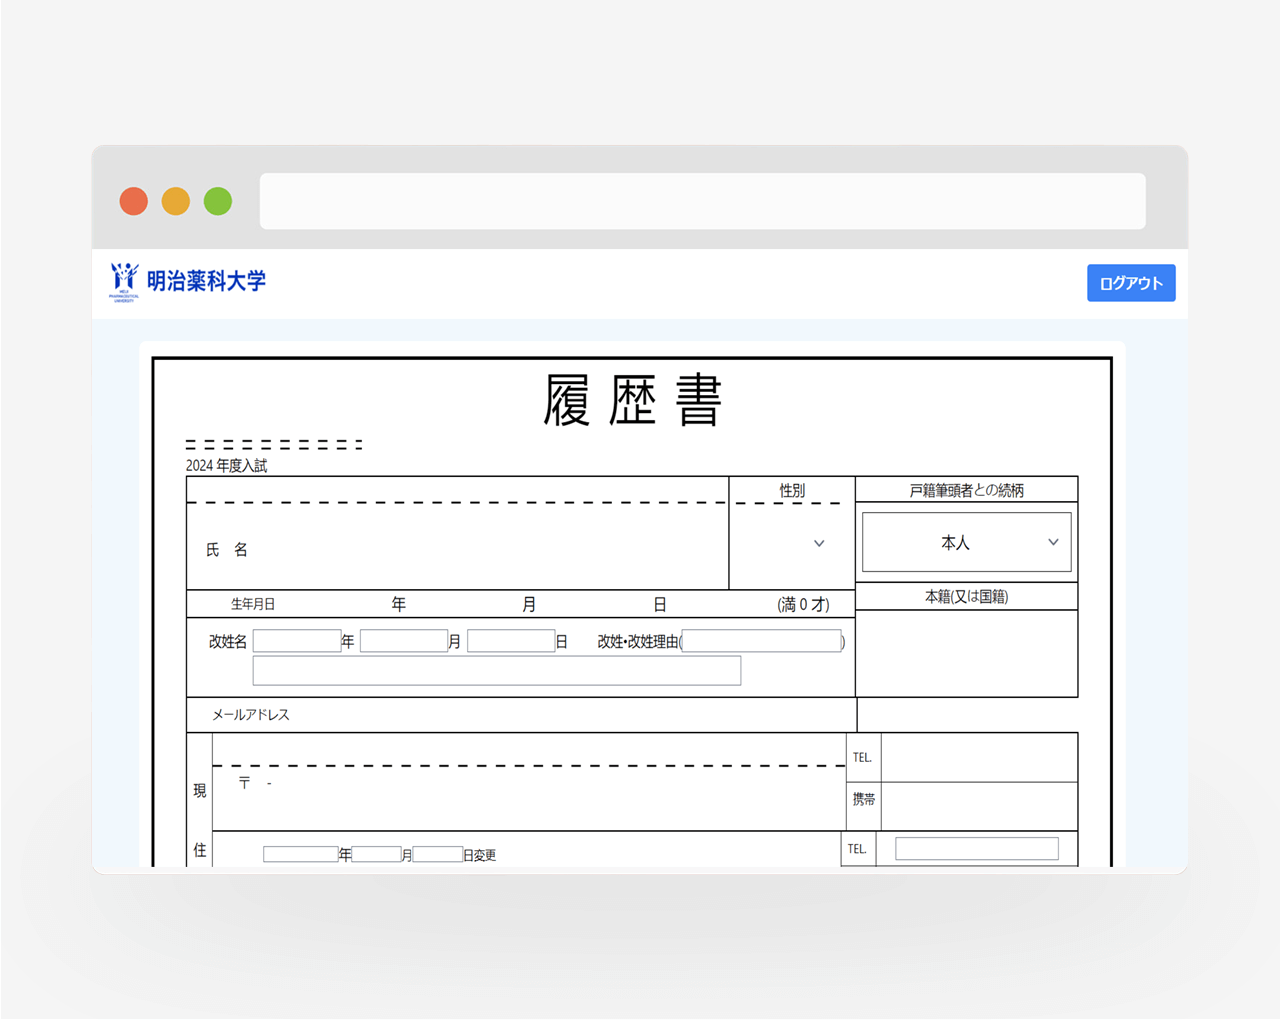 明治薬科大学
MEIJI
PHARMACEUTICAL
UNIVERSITY
ログアウト
履歴書
2024 年度入試
性別
戸籍筆頭者との続柄
氏 名
本人
生年月日 年 月 日 (満 0 才)
本籍(又は国籍)
改姓名 年 月 日 改姓・改姓理由( )
メールアドレス
TEL.
〒 -
現
携帯
住
年 月 日変更
TEL.